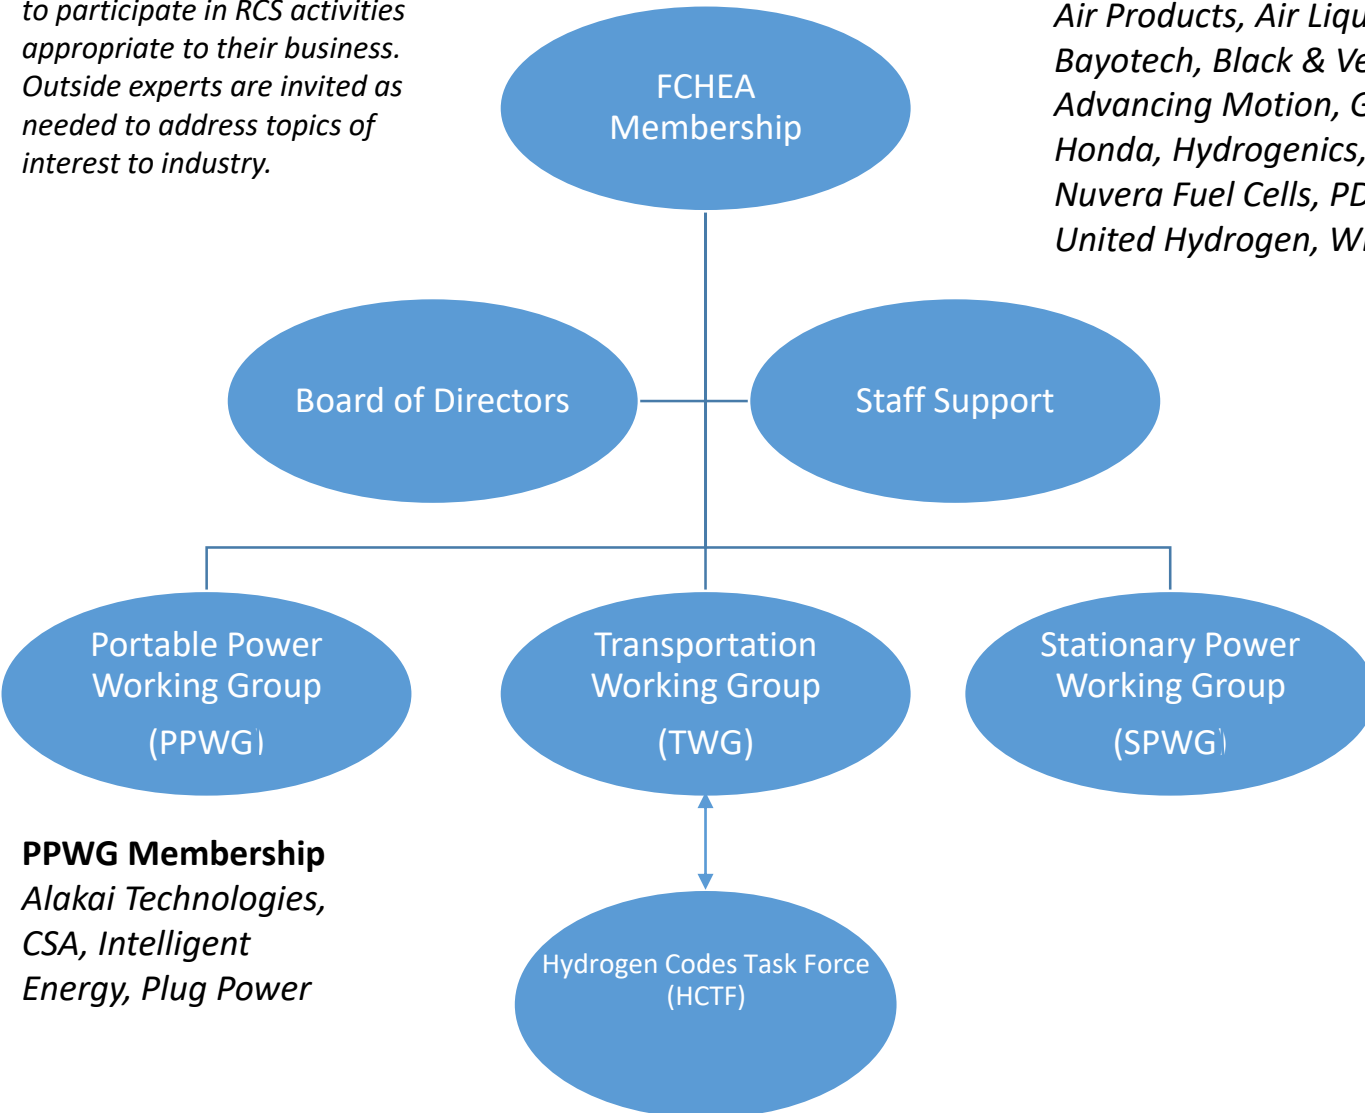 to participate in RCS activities
appropriate to their business.
Outside experts are invited as
needed to address topics of
interest to industry.
FCHEA
Membership
Air Products, Air
Bayotech, Black &
Advancing Motion,
Honda, Hydrogenics,
Nuvera Fuel Cells,
United Hydrogen,
Board of Directors
Staff Support
Portable Power
Working Group
(PPWG)
Transportation
Working Group
(TWG)
Stationary Power
Working Group
(SPWG)
PPWG Membership
Alakai Technologies,
CSA, Intelligent
Energy, Plug Power
Hydrogen Codes Task Force
(HCTF)